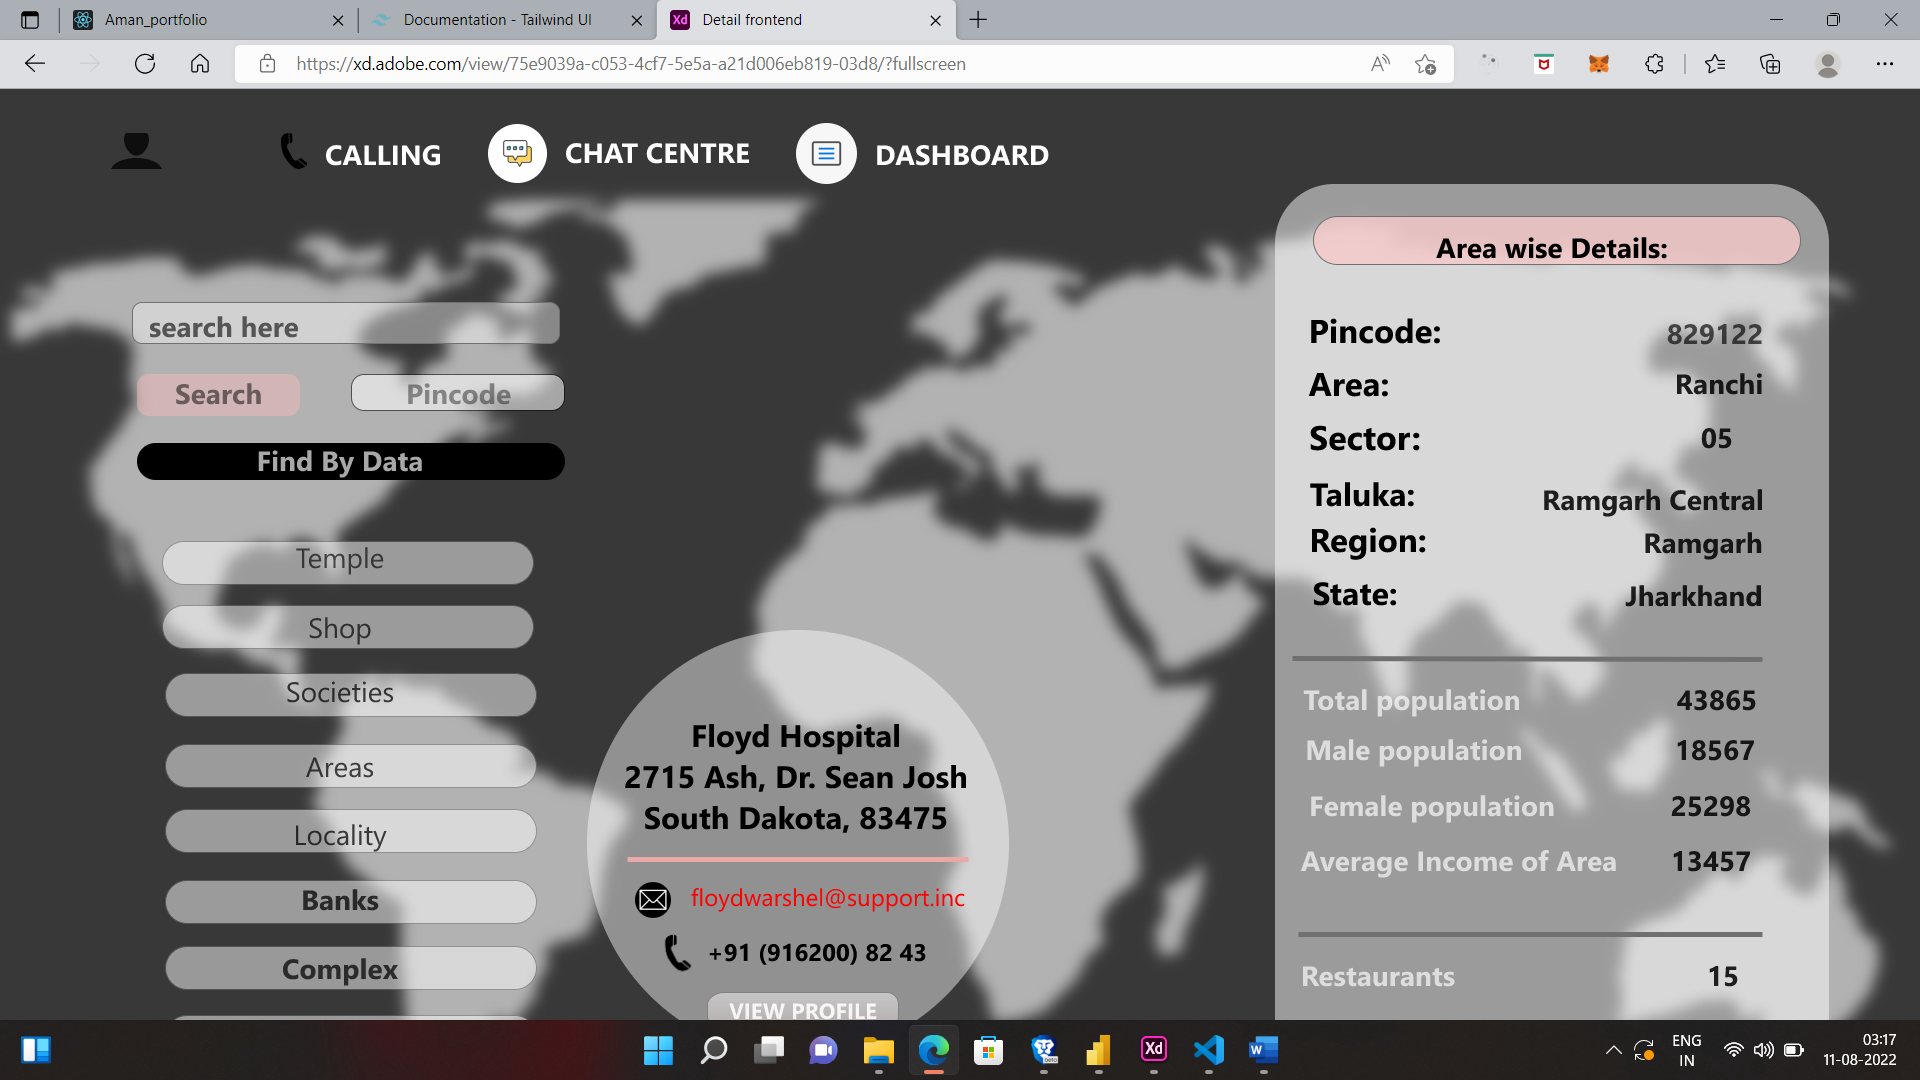 Aman_portfolio
Documentation - Tailwind UI
Xd
Detail frontend
https://xd.adobe.com/view/75e9039a-c053-4cf7-5e5a-a21d006eb819-03d8/?fullscreen
CALLING
CHAT CENTRE
DASHBOARD
search here
Search
Pincode
Find By Data
Temple
Shop
Societies
Areas
Locality
Banks
Complex
Floyd Hospital
2715 Ash, Dr. Sean Josh
South Dakota, 83475
floydwarshel@support.inc
+91 (916200) 82 43
VIEW PROFILE
Area wise Details:
Pincode: 829122
Area: Ranchi
Sector: 05
Taluka: Ramgarh Central
Region: Ramgarh
State: Jharkhand
Total population 43865
Male population 18567
Female population 25298
Average Income of Area 13457
Restaurants 15
beta
Xd
W
ENG
IN
03:17
11-08-2022